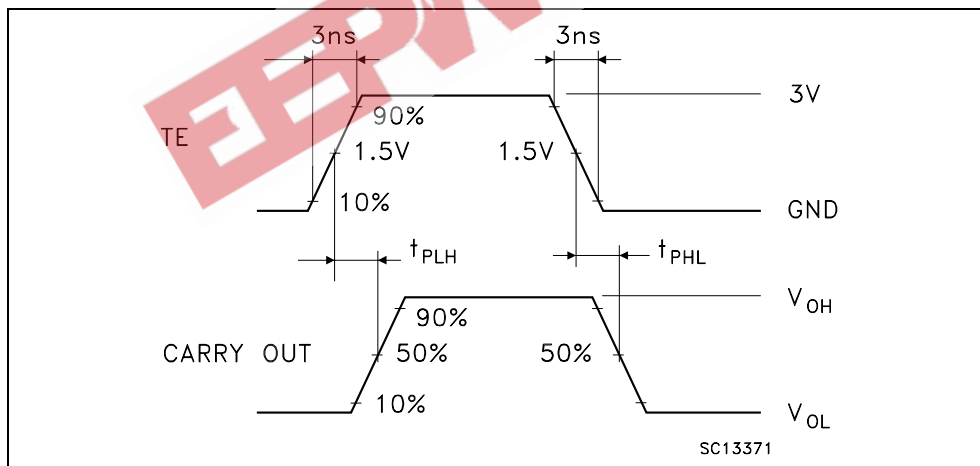 EEPW
3ns 3ns
3V
90%
TE
1.5V 1.5V
10%
GND
tPLH tPHL
VOH
90%
CARRY OUT 50% 50%
10%
VOL
SC13371